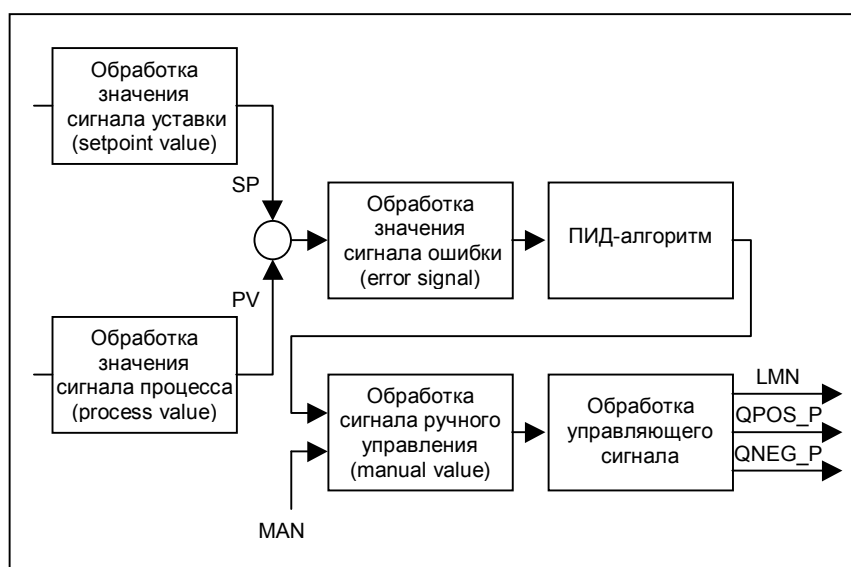 Обработка
значения
сигнала уставки
(setpoint value)
SP
Обработка
значения
сигнала ошибки
(error signal)
ПИД-алгоритм
PV
Обработка
значения
сигнала процесса
(process value)
Обработка
сигнала ручного
управления
(manual value)
Обработка
управляющего
сигнала
LMN
QPOS_P
QNEG_P
MAN